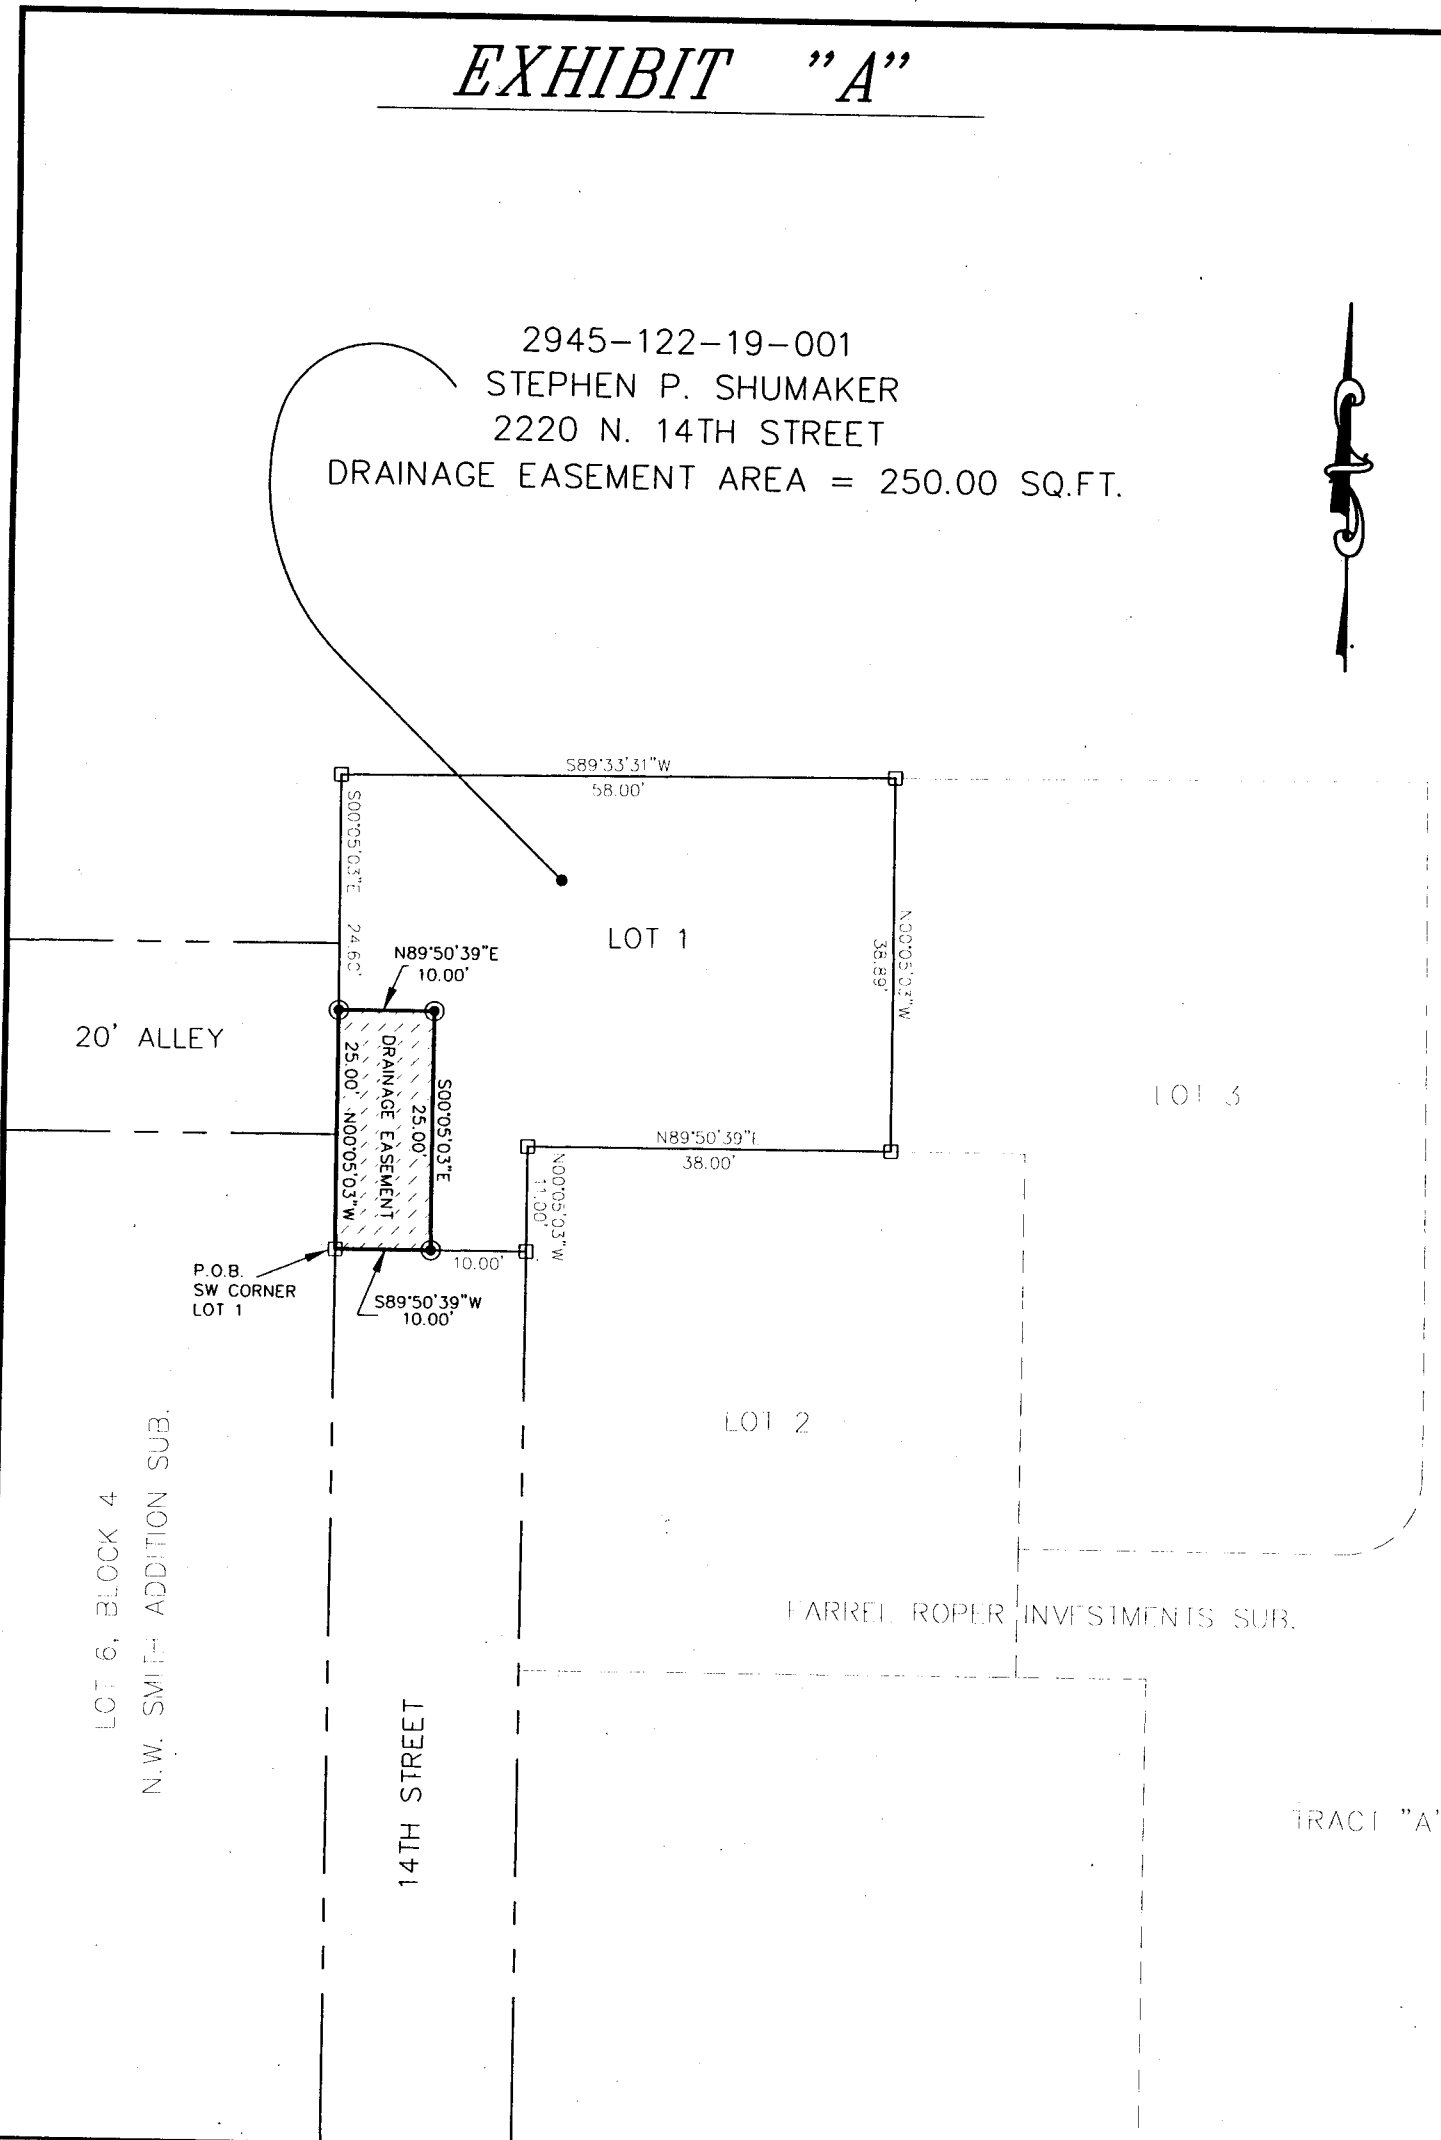 EXHIBIT "A"
2945-122-19-001
STEPHEN P. SHUMAKER
2220 N. 14TH STREET
DRAINAGE EASEMENT AREA = 250.00 SQ.FT.
S89°33'31"W
58.00'
S00°05'03"E 24.60'
LOT 1
N00°05'03"W
38.89'
N89°50'39"E
10.00'
20' ALLEY
DRAINAGE EASEMENT
25.00' N00°05'03"W
S00°05'03"E
25.00'
N89°50'39"E
38.00'
N00°05'03"W
11.00'
10.00'
LOT 3
P.O.B.
SW CORNER
LOT 1
S89°50'39"W
10.00'
LOT 2
LOT 6, BLOCK 4
N.W. SMITH ADDITION SUB.
FARREL ROPER INVESTMENTS SUB.
14TH STREET
TRACT "A"